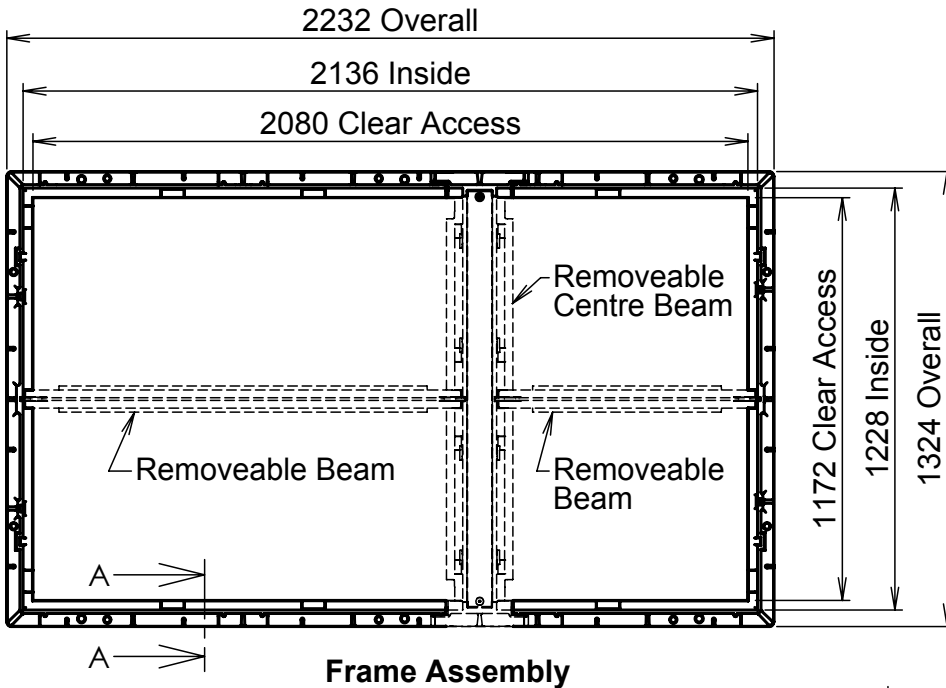 2232 Overall
2136 Inside
2080 Clear Access
Removeable
Centre Beam
1172 Clear Access
1228 Inside
1324 Overall
Removeable Beam
Removeable
Beam
A
A
Frame Assembly